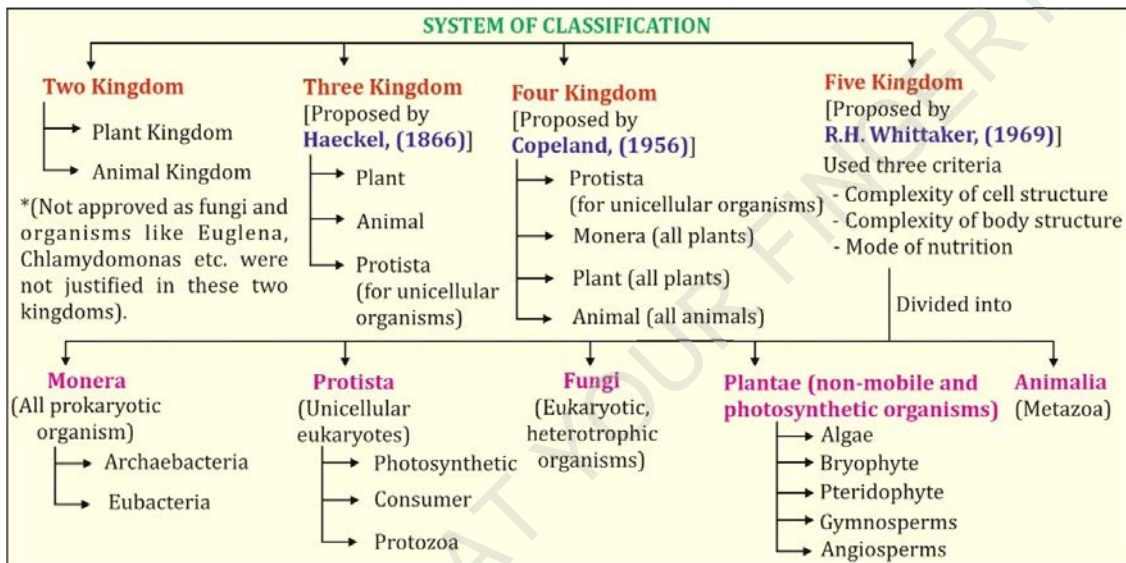 SYSTEM OF CLASSIFICATION
Two Kingdom
Plant Kingdom
Animal Kingdom
*(Not approved as fungi and
organisms like Euglena,
Chlamydomonas etc. were
not justified in these two
kingdoms).
Three Kingdom
[Proposed by
Haeckel, (1866)]
Plant
Animal
Protista
(for unicellular
organisms)
Four Kingdom
[Proposed by
Copeland, (1956)]
Protista
(for unicellular organisms)
Monera (all plants)
Plant (all plants)
Animal (all animals)
Five Kingdom
[Proposed by
R.H. Whittaker, (1969)]
Used three criteria
- Complexity of cell structure
- Complexity of body structure
- Mode of nutrition
Divided into
Monera
(All prokaryotic
organism)
Archaebacteria
Eubacteria
Protista
(Unicellular
eukaryotes)
Photosynthetic
Consumer
Protozoa
Fungi
(Eukaryotic,
heterotrophic
organisms)
Plantae (non-mobile and
photosynthetic organisms)
Algae
Bryophyte
Pteridophyte
Gymnosperms
Angiosperms
Animalia
(Metazoa)
AT YOUR FINGER